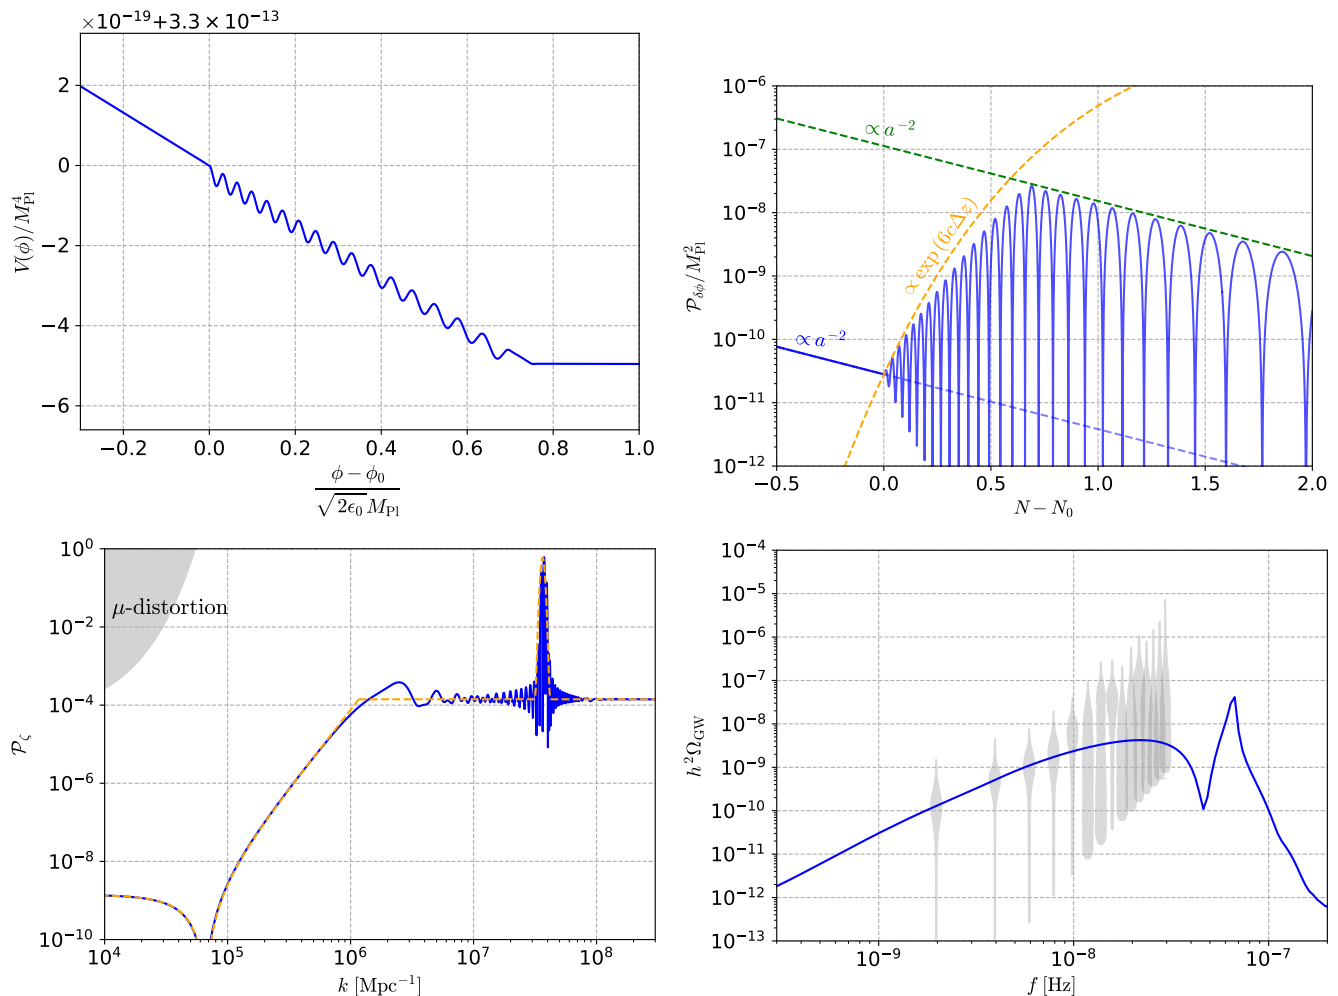 ×10⁻¹⁹+3.3 × 10⁻¹³
2
0
−2
−4
−6
V(ϕ)/M⁴_Pl
−0.2 0.0 0.2 0.4 0.6 0.8 1.0
ϕ − ϕ₀
√2ϵ₀ M_Pl
10⁻⁶
10⁻⁷
10⁻⁸
10⁻⁹
10⁻¹⁰
10⁻¹¹
10⁻¹²
𝒫_δϕ/M²_Pl
∝ a⁻²
∝ exp(6cΔ_z)
∝ a⁻²
−0.5 0.0 0.5 1.0 1.5 2.0
N − N₀
10⁰
10⁻²
10⁻⁴
10⁻⁶
10⁻⁸
10⁻¹⁰
𝒫_ζ
μ-distortion
10⁴ 10⁵ 10⁶ 10⁷ 10⁸
k [Mpc⁻¹]
10⁻⁴
10⁻⁵
10⁻⁶
10⁻⁷
10⁻⁸
10⁻⁹
10⁻¹⁰
10⁻¹¹
10⁻¹²
10⁻¹³
h²Ω_GW
10⁻⁹ 10⁻⁸ 10⁻⁷
f [Hz]